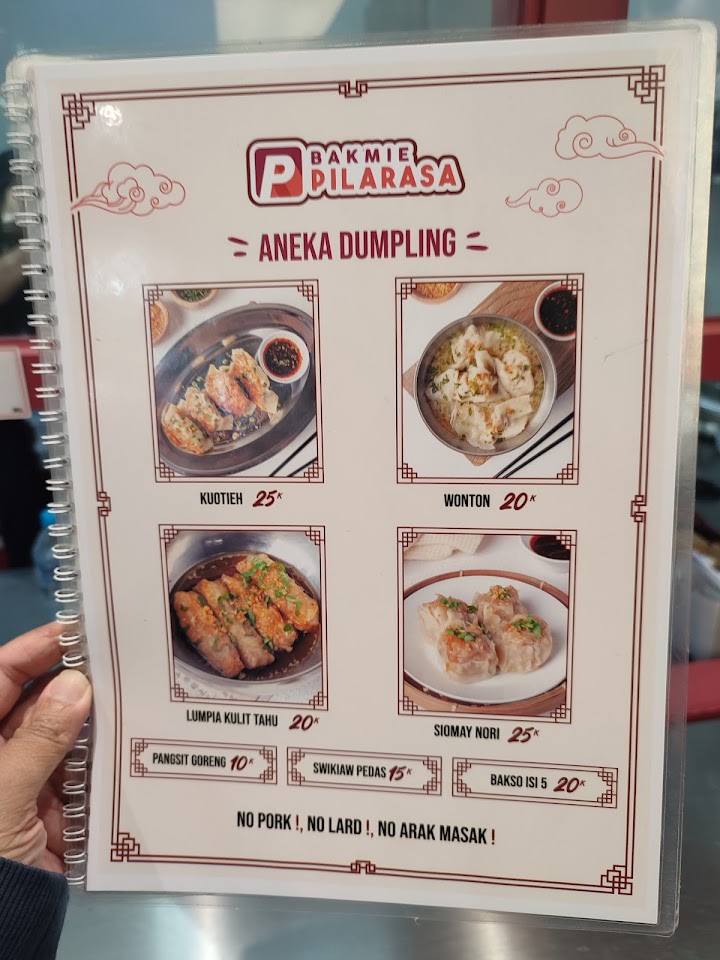 P
BAKMIE
PILARASA
ANEKA DUMPLING
KUOTIEH 25K
WONTON 20K
LUMPIA KULIT TAHU 20K
SIOMAY NORI 25K
PANGSIT GORENG 10K
SWIKIAW PEDAS 15K
BAKSO ISI 5 20K
NO PORK !, NO LARD !, NO ARAK MASAK !